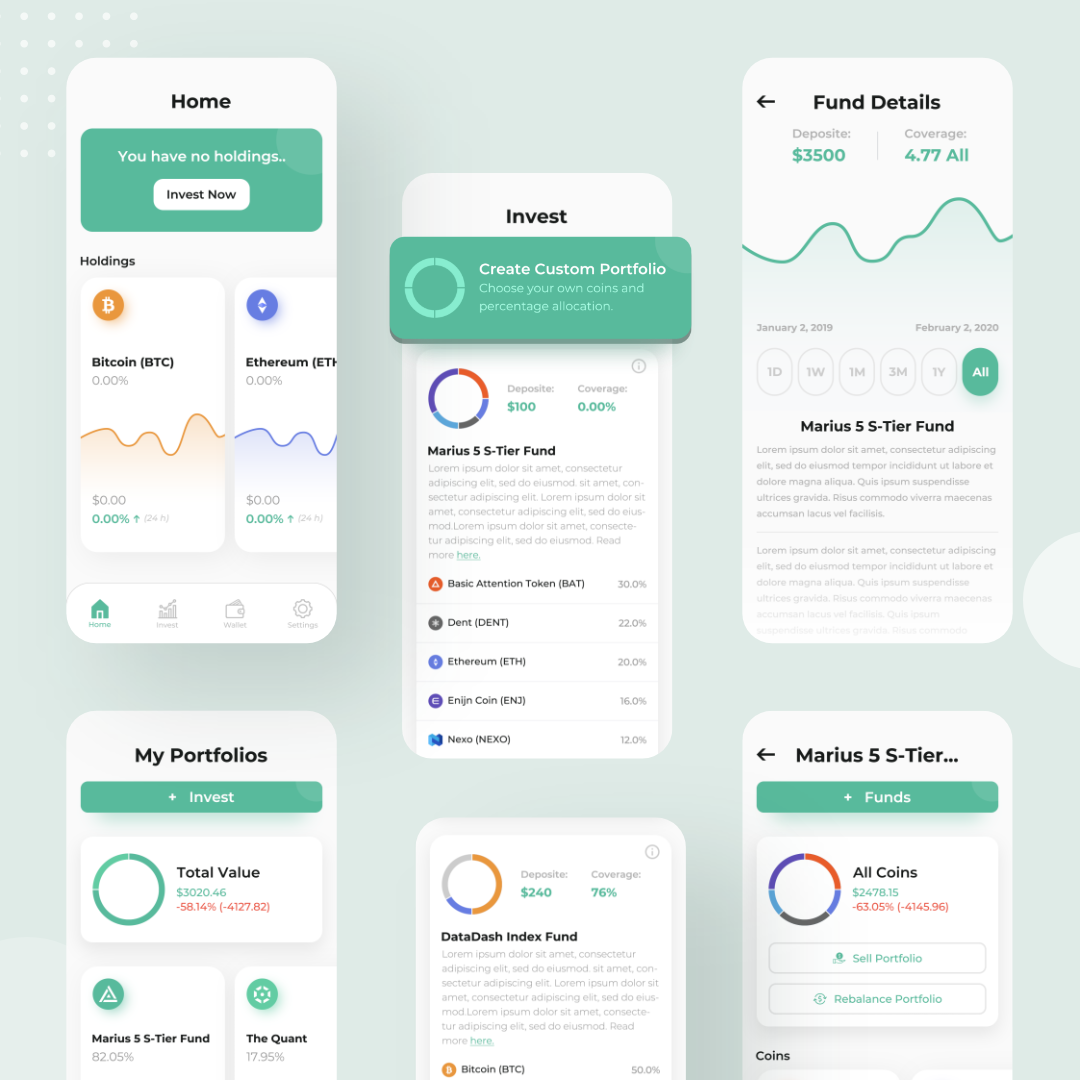 Home
You have no holdings..
Invest Now
Holdings
Bitcoin (BTC)
0.00%
$0.00
0.00% ↑ (24 h)
Ethereum (ETH
0.00%
$0.00
0.00% ↑ (24 h)
Home
Invest
Wallet
Settings
Invest
Create Custom Portfolio
Choose your own coins and
percentage allocation.
Deposite:
$100
Coverage:
0.00%
Marius 5 S-Tier Fund
Lorem ipsum dolor sit amet, consectetur
adipiscing elit, sed do eiusmod. sit amet, con-
sectetur adipiscing elit. Lorem ipsum dolor sit
amet, consectetur adipiscing elit, sed do eius-
mod.Lorem ipsum dolor sit amet, consecte-
tur adipiscing elit, sed do eiusmod. Read
more here.
Basic Attention Token (BAT) 30.0%
Dent (DENT) 22.0%
Ethereum (ETH) 20.0%
Enijn Coin (ENJ) 16.0%
Nexo (NEXO) 12.0%
Fund Details
Deposite:
$3500
Coverage:
4.77 All
January 2, 2019
February 2, 2020
1D 1W 1M 3M 1Y All
Marius 5 S-Tier Fund
Lorem ipsum dolor sit amet, consectetur adipiscing
elit, sed do eiusmod tempor incididunt ut labore et
dolore magna aliqua. Quis ipsum suspendisse
ultrices gravida. Risus commodo viverra maecenas
accumsan lacus vel facilisis.
Lorem ipsum dolor sit amet, consectetur adipiscing
elit, sed do eiusmod tempor incididunt ut labore et
dolore magna aliqua. Quis ipsum suspendisse
ultrices gravida. Risus commodo viverra maecenas
accumsan lacus vel facilisis. Quis ipsum
suspendisse ultrices gravida. Risus commodo
My Portfolios
+ Invest
Total Value
$3020.46
-58.14% (-4127.82)
Marius 5 S-Tier Fund
82.05%
The Quant
17.95%
Deposite:
$240
Coverage:
76%
DataDash Index Fund
Lorem ipsum dolor sit amet, consectetur
adipiscing elit, sed do eiusmod. sit amet, con-
sectetur adipiscing elit. Lorem ipsum dolor sit
amet, consectetur adipiscing elit, sed do eius-
mod.Lorem ipsum dolor sit amet, consecte-
tur adipiscing elit, sed do eiusmod. Read
more here.
Bitcoin (BTC) 50.0%
Marius 5 S-Tier...
+ Funds
All Coins
$2478.15
-63.05% (-4145.96)
Sell Portfolio
Rebalance Portfolio
Coins